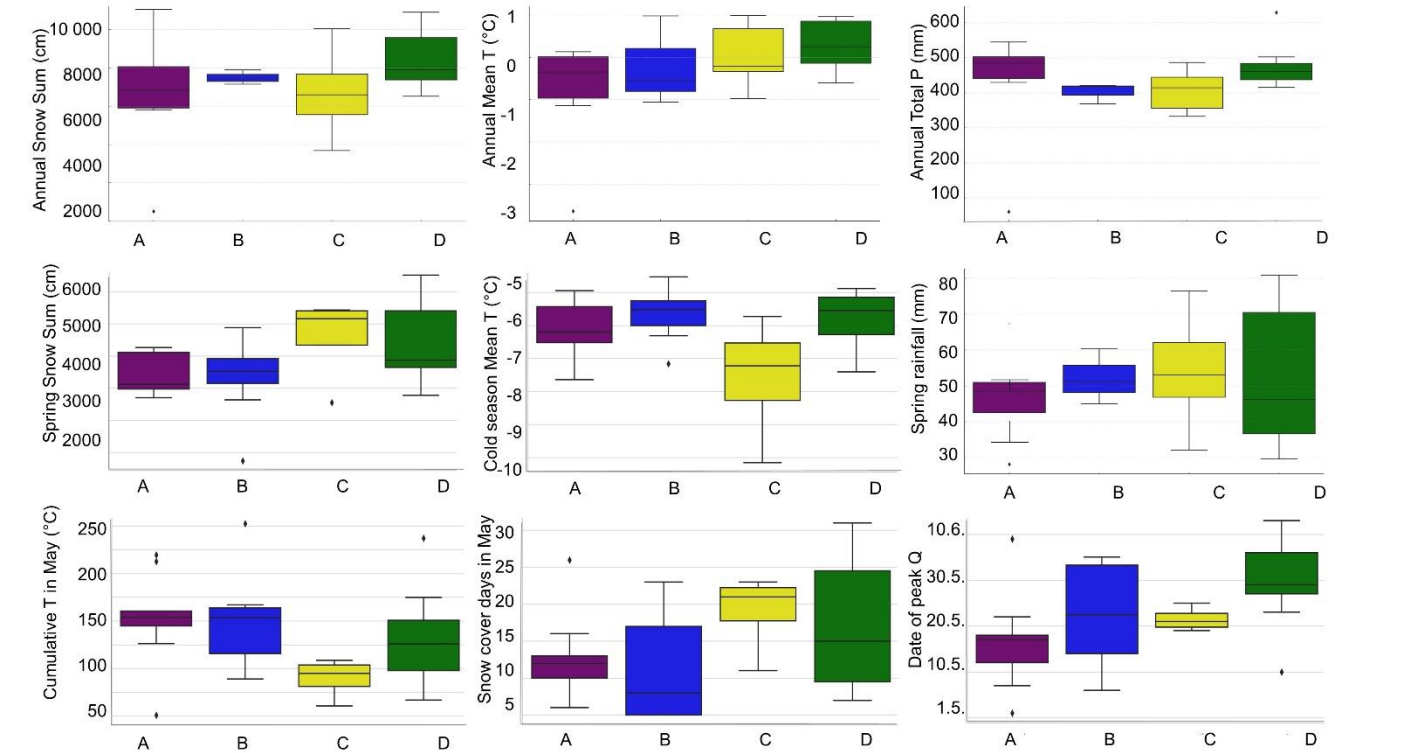 Annual Snow Sum (cm)
10 000
8000
6000
4000
2000
A B C D
Annual Mean T (°C)
1
0
-1
-2
-3
A B C D
Annual Total P (mm)
600
500
400
300
200
100
A B C D
Spring Snow Sum (cm)
6000
5000
4000
3000
2000
A B C D
Cold season Mean T (°C)
-5
-6
-7
-8
-9
-10
A B C D
Spring rainfall (mm)
80
70
60
50
40
30
A B C D
Cumulative T in May (°C)
250
200
150
100
50
A B C D
Snow cover days in May
30
25
20
15
10
5
A B C D
Date of peak Q
10.6.
30.5.
20.5.
10.5.
1.5.
A B C D